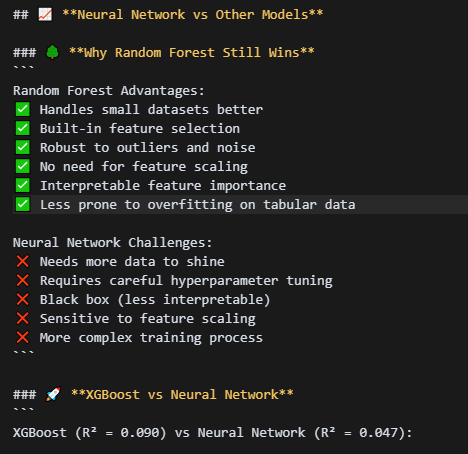 ## 📈 **Neural Network vs Other Models**
### 🌳 **Why Random Forest Still Wins**
```
Random Forest Advantages:
✅ Handles small datasets better
✅ Built-in feature selection
✅ Robust to outliers and noise
✅ No need for feature scaling
✅ Interpretable feature importance
✅ Less prone to overfitting on tabular data
Neural Network Challenges:
❌ Needs more data to shine
❌ Requires careful hyperparameter tuning
❌ Black box (less interpretable)
❌ Sensitive to feature scaling
❌ More complex training process
```
### 🚀 **XGBoost vs Neural Network**
```
XGBoost (R² = 0.090) vs Neural Network (R² = 0.047):